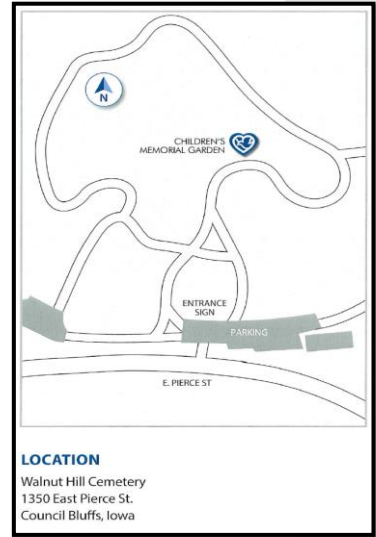 N
CHILDREN'S
MEMORIAL GARDEN
ENTRANCE
SIGN
PARKING
E. PIERCE ST
LOCATION
Walnut Hill Cemetery
1350 East Pierce St.
Council Bluffs, Iowa